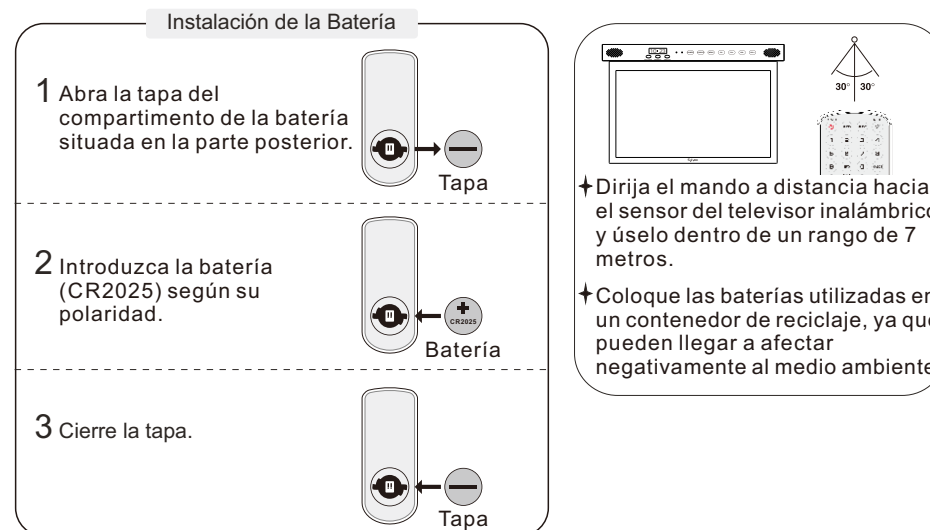 Instalación de la Batería
1 Abra la tapa del
compartimento de la batería
situada en la parte posterior.
Tapa
2 Introduzca la batería
(CR2025) según su
polaridad.
CR2025
Batería
3 Cierre la tapa.
Tapa
30° 30°
Dirija el mando a distancia hacia
el sensor del televisor inalámbrico
y úselo dentro de un rango de 7
metros.
Coloque las baterías utilizadas en
un contenedor de reciclaje, ya que
pueden llegar a afectar
negativamente al medio ambiente